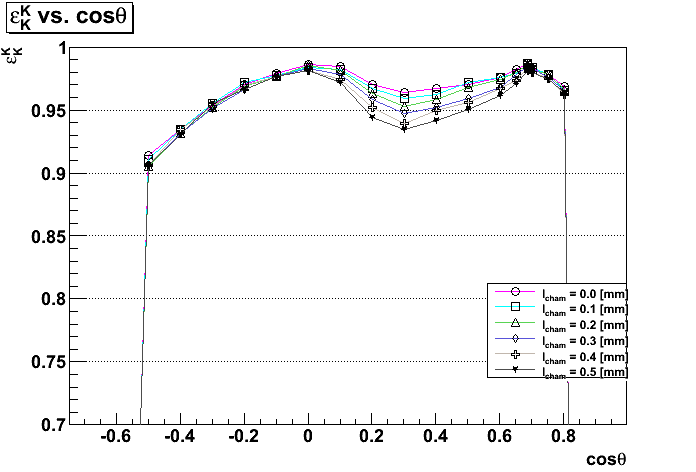 ε_K^K vs. cosθ
ε_K^K
1
0.95
0.9
0.85
0.8
0.75
0.7
-0.6 -0.4 -0.2 0 0.2 0.4 0.6 0.8
cosθ
l_cham = 0.0 [mm]
l_cham = 0.1 [mm]
l_cham = 0.2 [mm]
l_cham = 0.3 [mm]
l_cham = 0.4 [mm]
l_cham = 0.5 [mm]